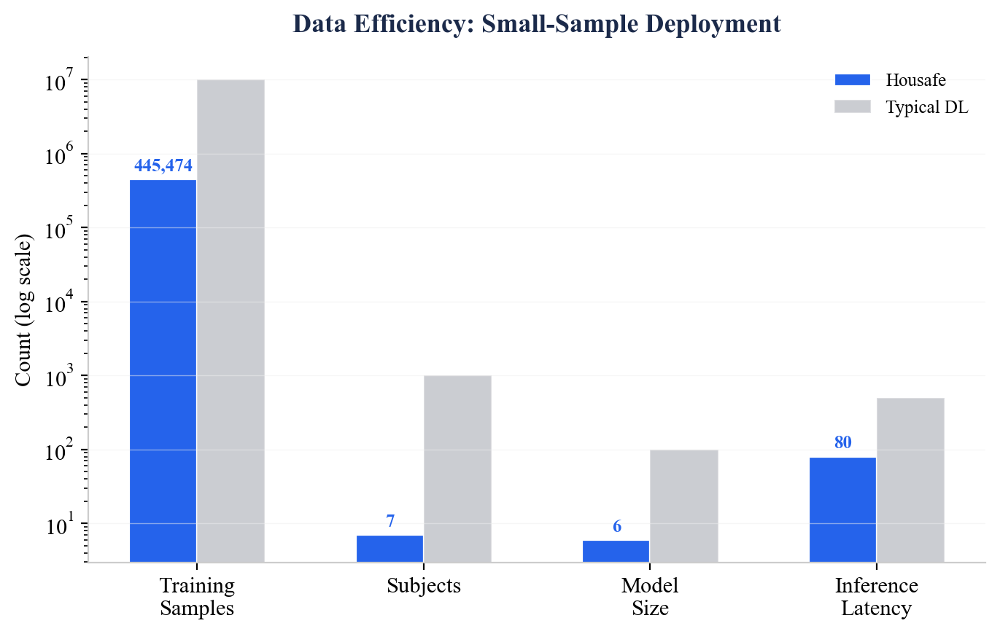 Data Efficiency: Small-Sample Deployment
Housafe
Typical DL
Count (log scale)
10^7
10^6
10^5
10^4
10^3
10^2
10^1
445,474
7
6
80
Training
Samples
Subjects
Model
Size
Inference
Latency